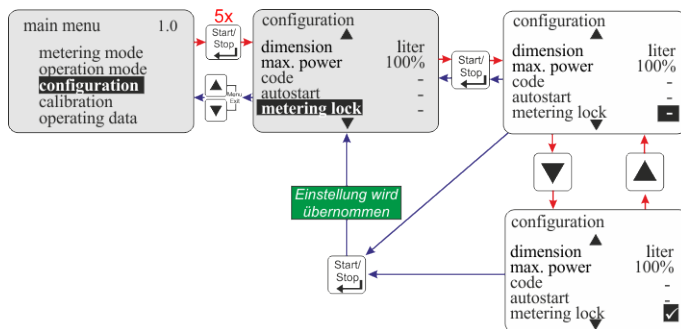 main menu 1.0
metering mode
operation mode
configuration
calibration
operating data
5x
Start/
Stop
Menu
Exit
configuration
dimension liter
max. power 100%
code -
autostart -
metering lock -
Start/
Stop
configuration
dimension liter
max. power 100%
code -
autostart -
metering lock -
Einstellung wird
übernommen
Start/
Stop
configuration
dimension liter
max. power 100%
code -
autostart -
metering lock ✓